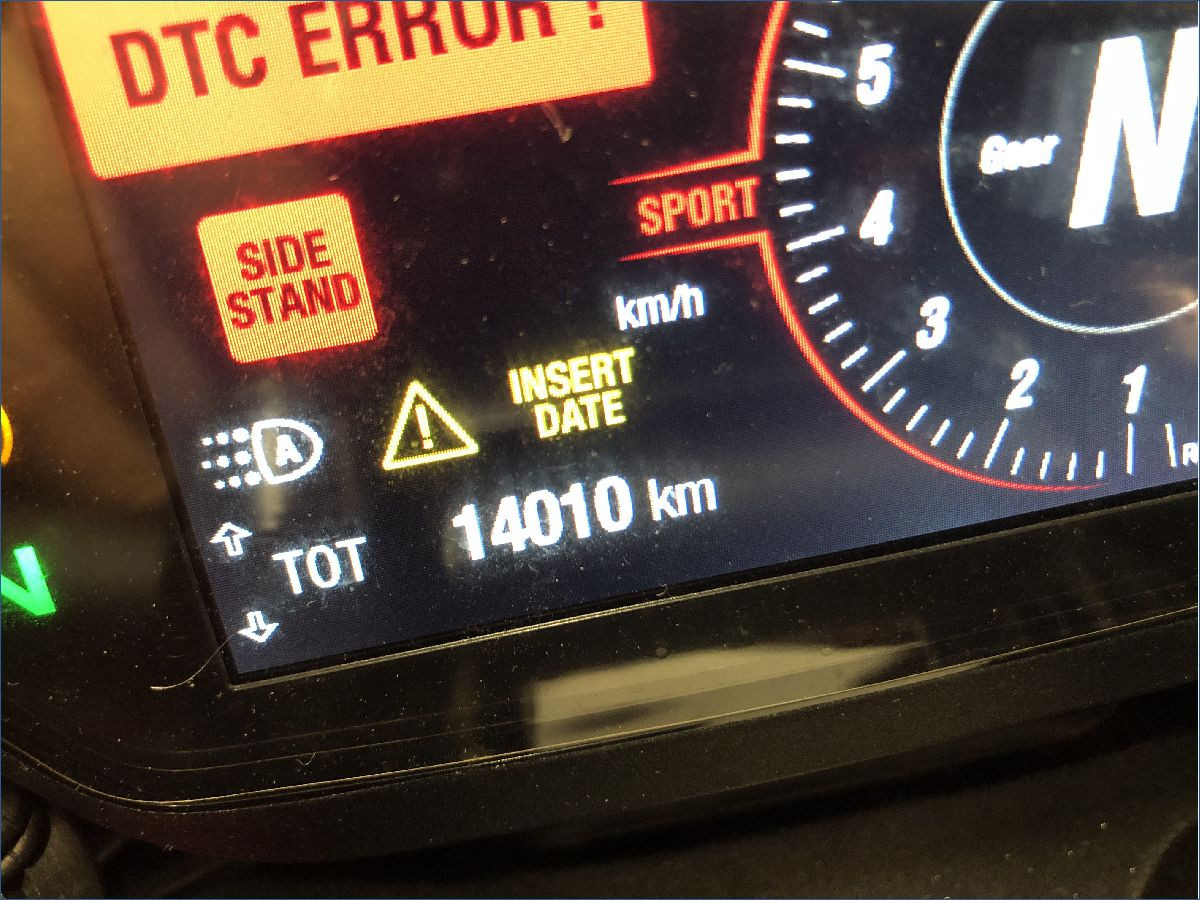 DTC ERROR !
5
N
Gear
SPORT
4
SIDE
STAND
km/h
3
INSERT
DATE
2
1
A
14010 km
TOT